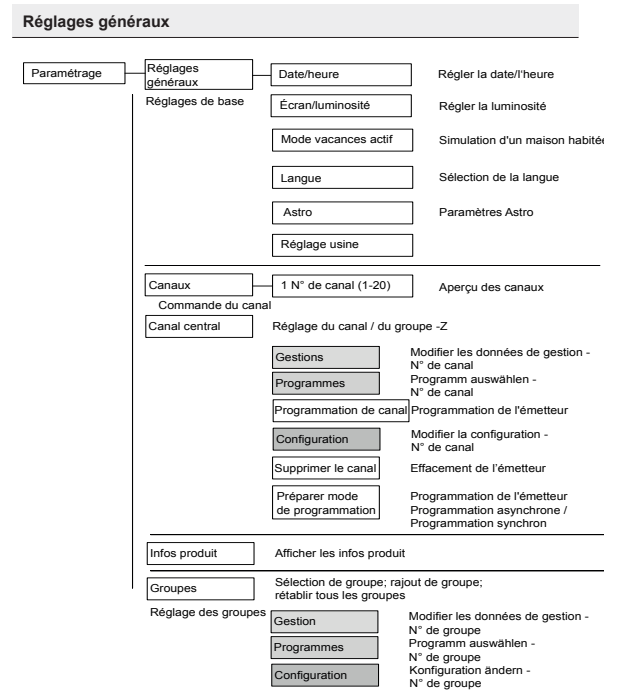 Réglages généraux
Paramétrage
Réglages
généraux
Date/heure
Régler la date/l'heure
Réglages de base
Écran/luminosité
Régler la luminosité
Mode vacances actif
Simulation d'un maison habitée
Langue
Sélection de la langue
Astro
Paramètres Astro
Réglage usine
Canaux
1 N° de canal (1-20)
Aperçu des canaux
Commande du canal
Canal central
Réglage du canal / du groupe -Z
Gestions
Modifier les données de gestion -
N° de canal
Programmes
Programm auswählen -
N° de canal
Programmation de canal
Programmation de l'émetteur
Configuration
Modifier la configuration -
N° de canal
Supprimer le canal
Effacement de l'émetteur
Préparer mode
de programmation
Programmation de l'émetteur
Programmation asynchrone /
Programmation synchron
Infos produit
Afficher les infos produit
Groupes
Sélection de groupe; rajout de groupe;
rétablir tous les groupes
Réglage des groupes
Gestion
Modifier les données de gestion -
N° de groupe
Programmes
Programm auswählen -
N° de groupe
Configuration
Konfiguration ändern -
N° de groupe